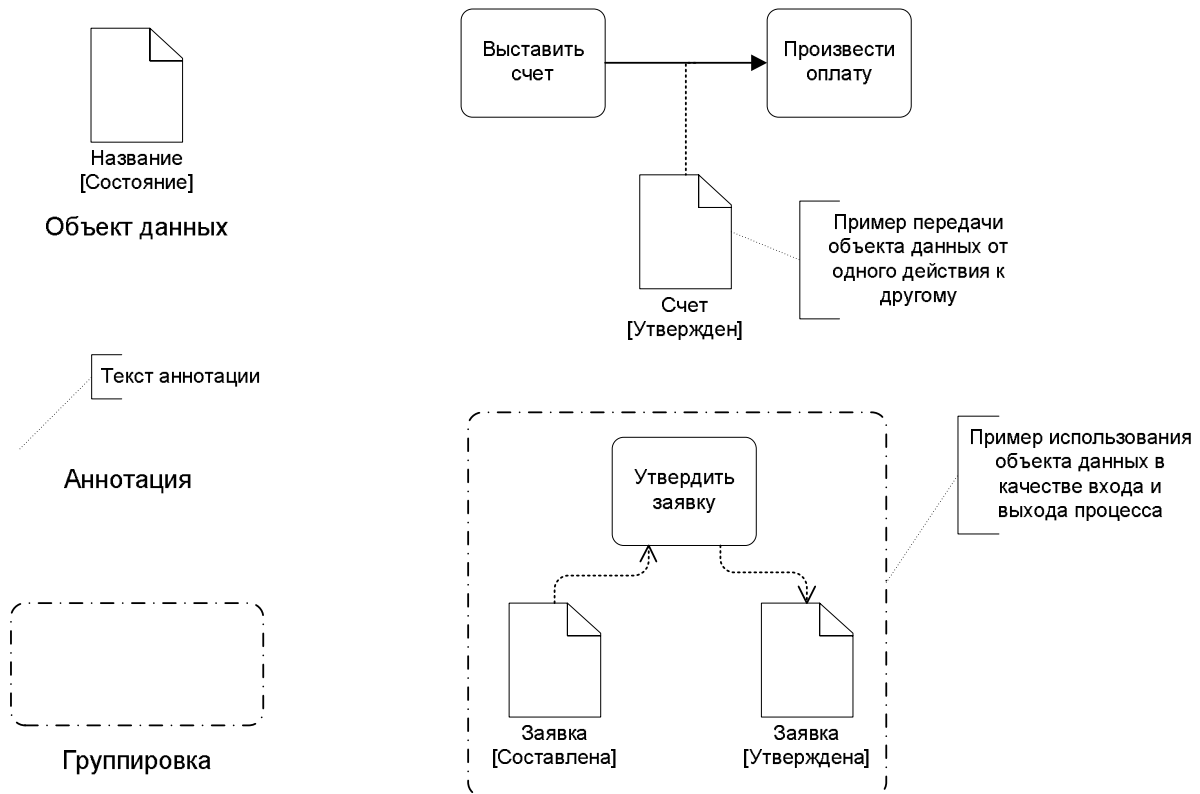 Название
[Состояние]
Объект данных
Текст аннотации
Аннотация
Группировка
Выставить
счет
Произвести
оплату
Счет
[Утвержден]
Пример передачи
объекта данных от
одного действия к
другому
Утвердить
заявку
Заявка
[Составлена]
Заявка
[Утверждена]
Пример использования
объекта данных в
качестве входа и
выхода процесса